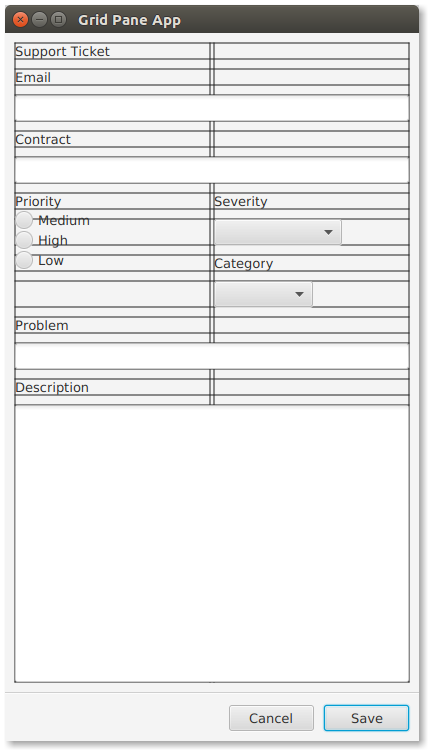 Grid Pane App
Support Ticket
Email
Contract
Priority
Severity
Medium
High
Low
Category
Problem
Description
Cancel
Save